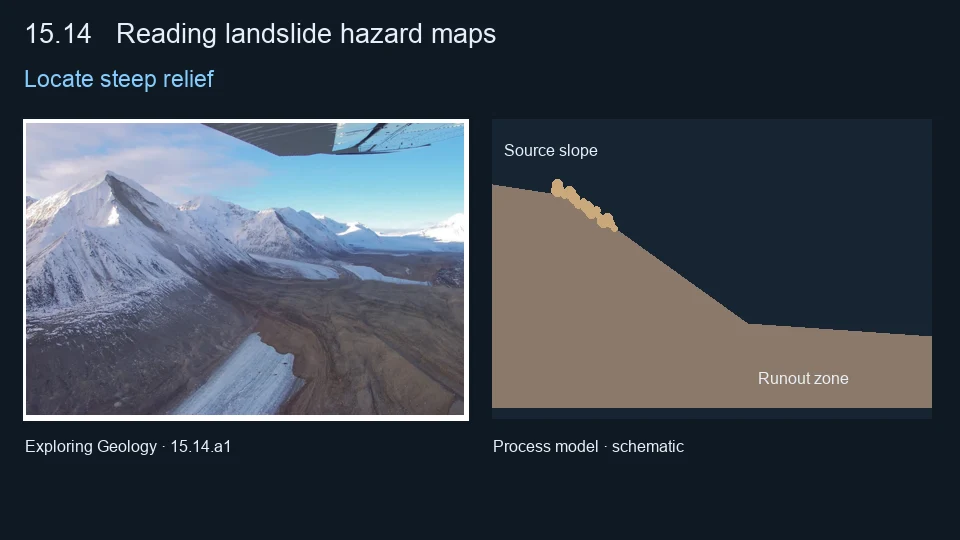 15.14 Reading landslide hazard maps
Locate steep relief
Source slope
Runout zone
Exploring Geology · 15.14.a1
Process model · schematic